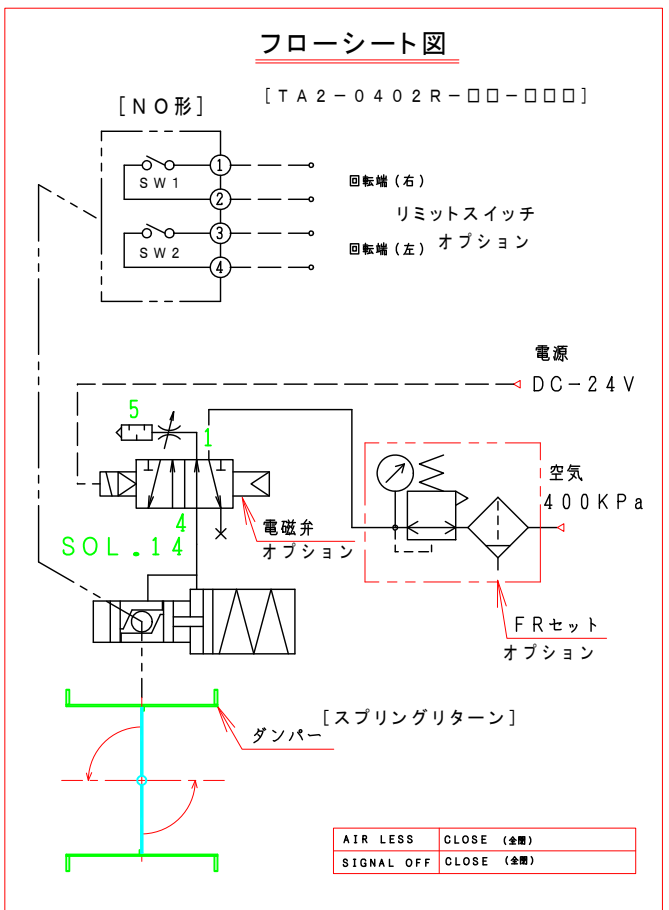 フローシート図
[NO形]
[TA2-0402R-□□-□□□]
1
SW1
2
回転端(右)
リミットスイッチ
オプション
3
SW2
4
回転端(左)
電源
DC-24V
5
1
空気
400KPa
4
SOL.14
電磁弁
オプション
FRセット
オプション
[スプリングリターン]
ダンパー
AIR LESS CLOSE (全閉)
SIGNAL OFF CLOSE (全閉)